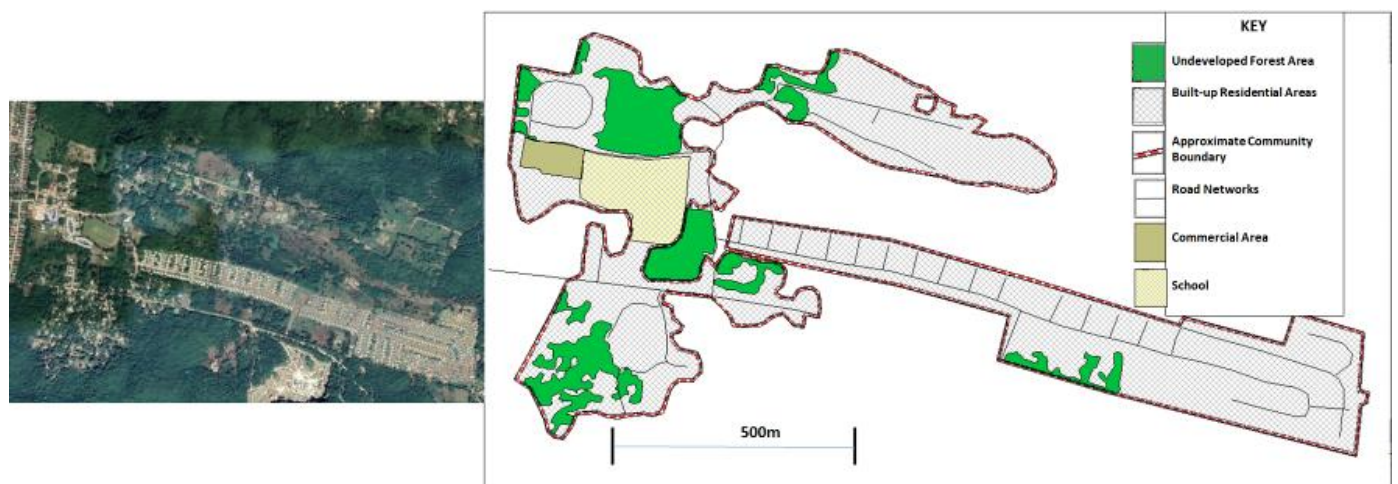 KEY
Undeveloped Forest Area
Built-up Residential Areas
Approximate Community
Boundary
Road Networks
Commercial Area
School
500m